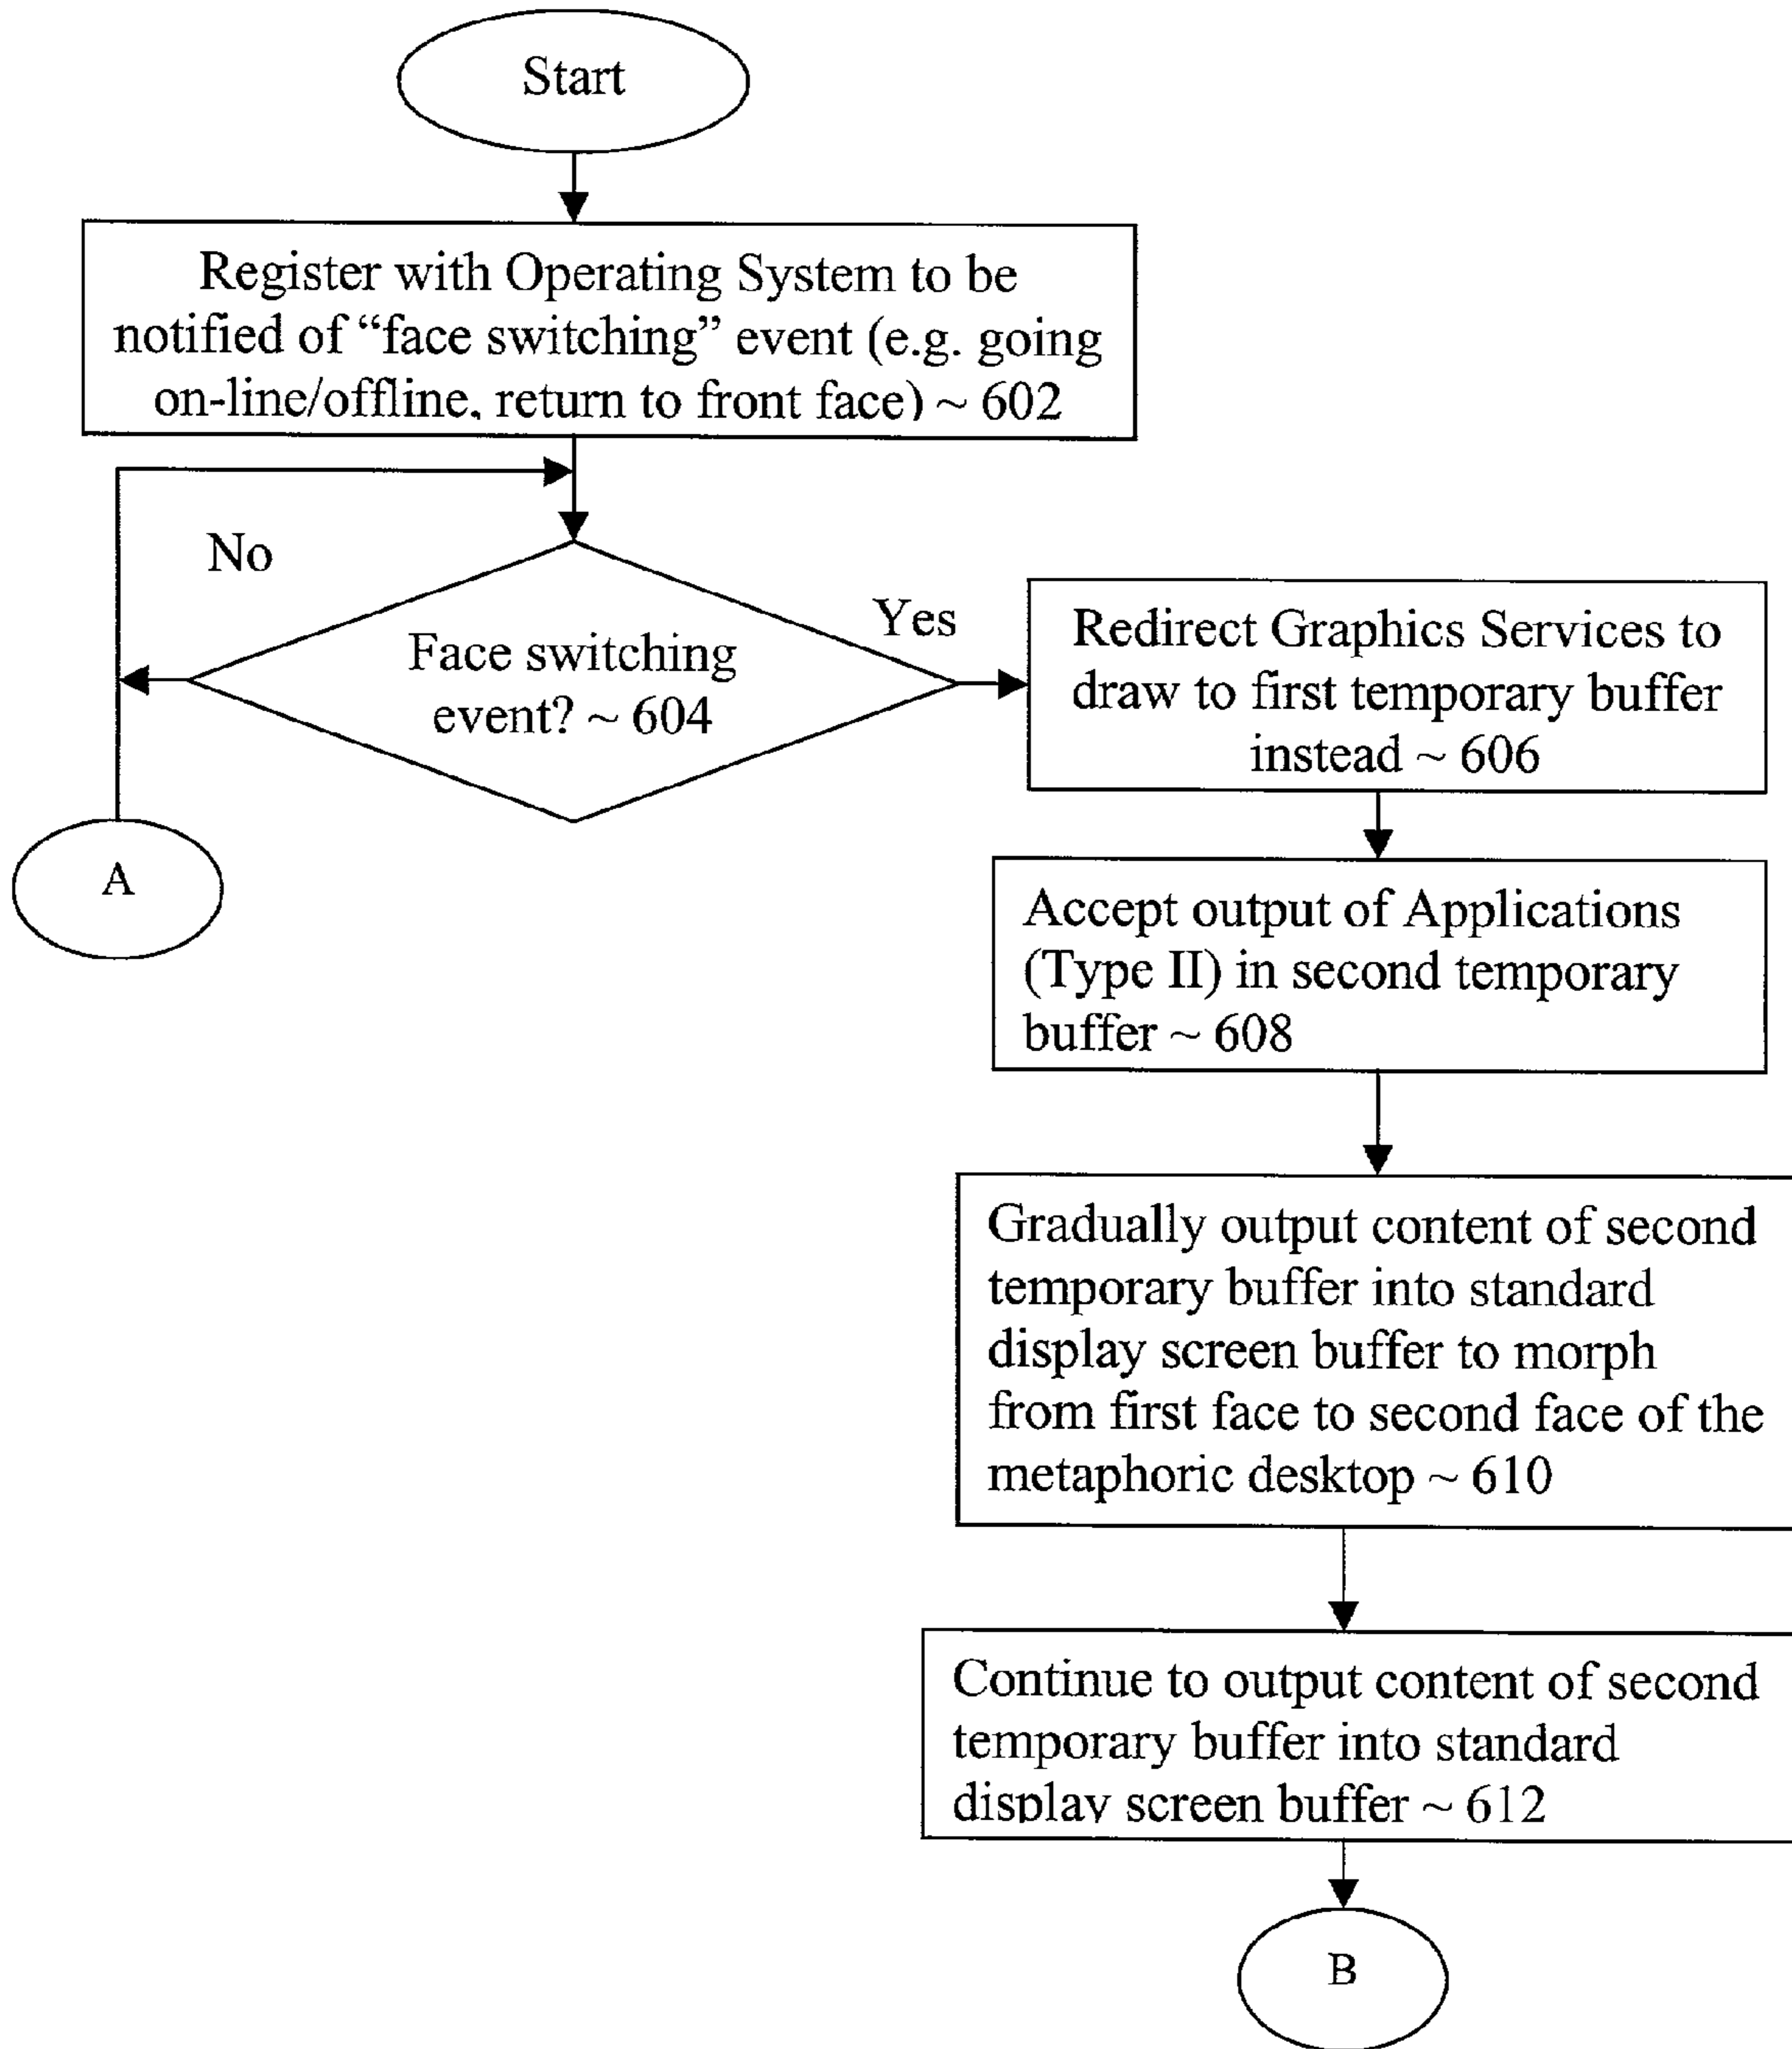 Start
Register with Operating System to be
notified of “face switching” event (e.g. going
on-line/offline, return to front face) ~ 602
No
Yes
Face switching
event? ~ 604
Redirect Graphics Services to
draw to first temporary buffer
instead ~ 606
A
Accept output of Applications
(Type II) in second temporary
buffer ~ 608
Gradually output content of second
temporary buffer into standard
display screen buffer to morph
from first face to second face of the
metaphoric desktop ~ 610
Continue to output content of second
temporary buffer into standard
display screen buffer ~ 612
B